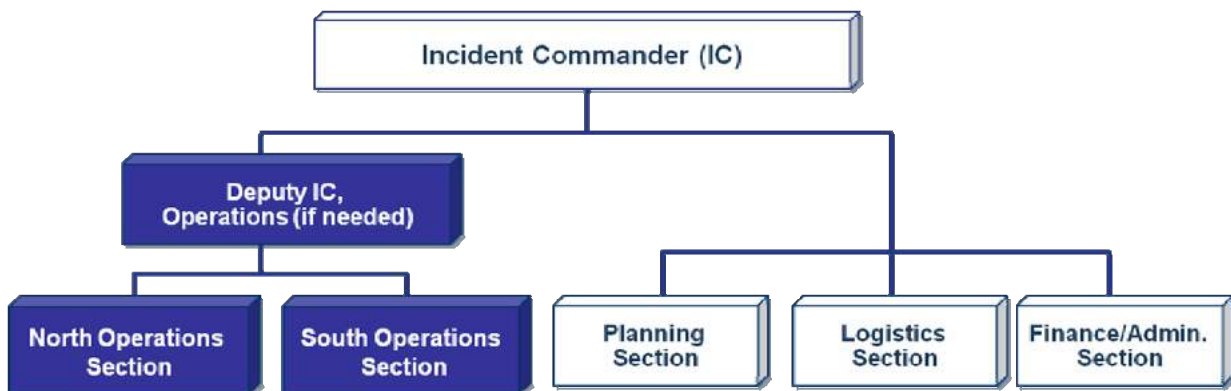 Incident Commander (IC)
Deputy IC,
Operations (if needed)
North Operations
Section
South Operations
Section
Planning
Section
Logistics
Section
Finance/Admin.
Section